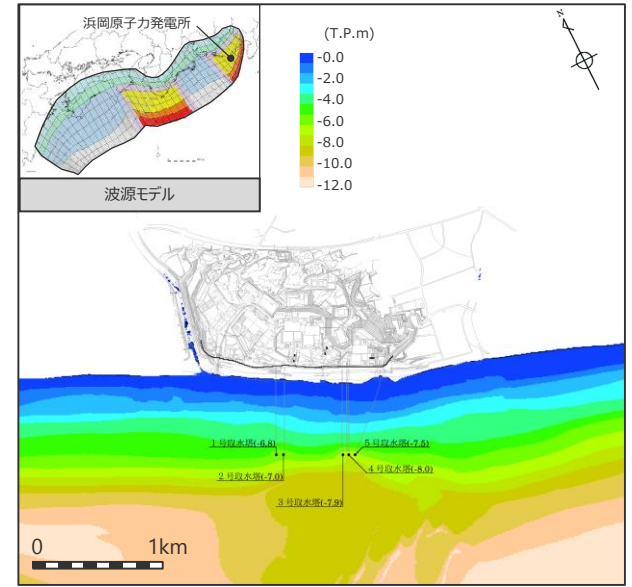 浜岡原子力発電所
波源モデル
(T.P.m)
-0.0
-2.0
-4.0
-6.0
-8.0
-10.0
-12.0
N
1号取水塔(-6.8)
2号取水塔(-7.0)
3号取水塔(-7.9)
4号取水塔(-8.0)
5号取水塔(-7.5)
0 1km